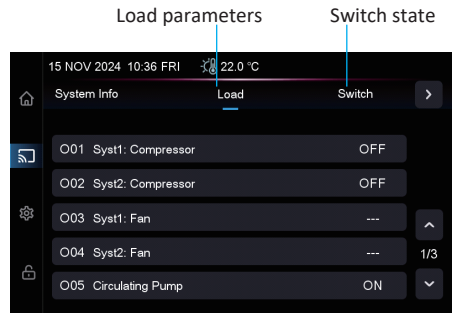 Load parameters Switch state
15 NOV 2024 10:36 FRI 22.0 °C
System Info Load Switch
O01 Syst1: Compressor OFF
O02 Syst2: Compressor OFF
O03 Syst1: Fan ---
O04 Syst2: Fan ---
1/3
O05 Circulating Pump ON